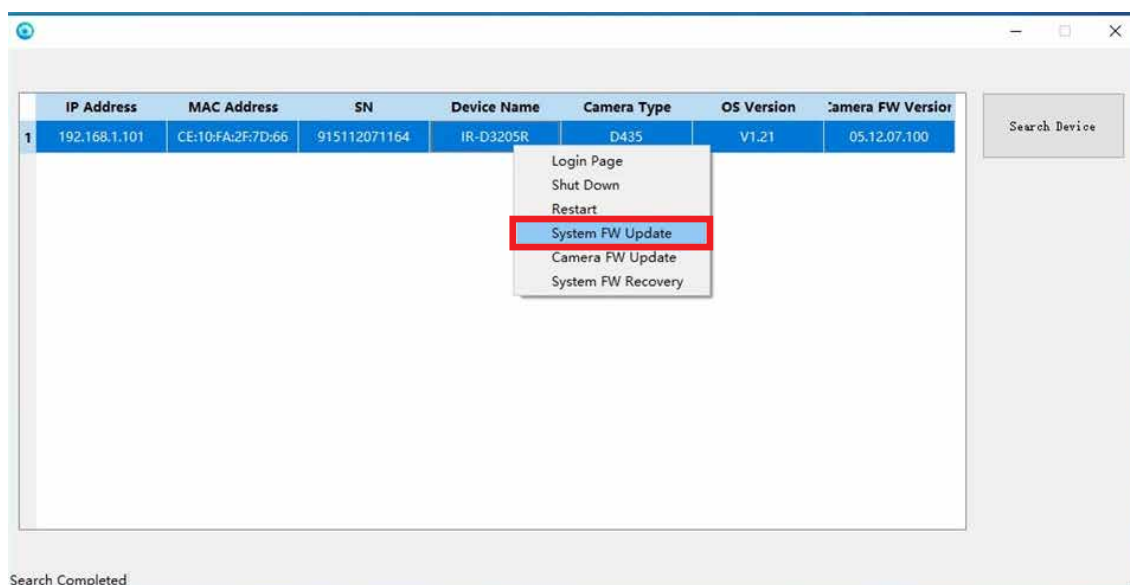 IP Address MAC Address SN Device Name Camera Type OS Version Camera FW Version
1 192.168.1.101 CE:10:FA:2F:7D:66 915112071164 IR-D3205R D435 V1.21 05.12.07.100
Search Device
Login Page
Shut Down
Restart
System FW Update
Camera FW Update
System FW Recovery
Search Completed